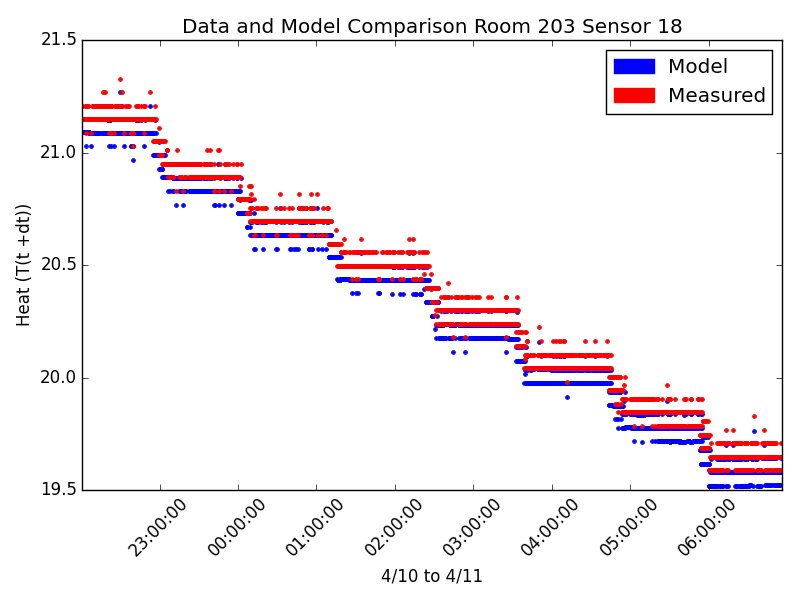 Data and Model Comparison Room 203 Sensor 18
Model
Measured
Heat (T(t +dt))
21.5
21.0
20.5
20.0
19.5
23:00:00
00:00:00
01:00:00
02:00:00
03:00:00
04:00:00
05:00:00
06:00:00
4/10 to 4/11